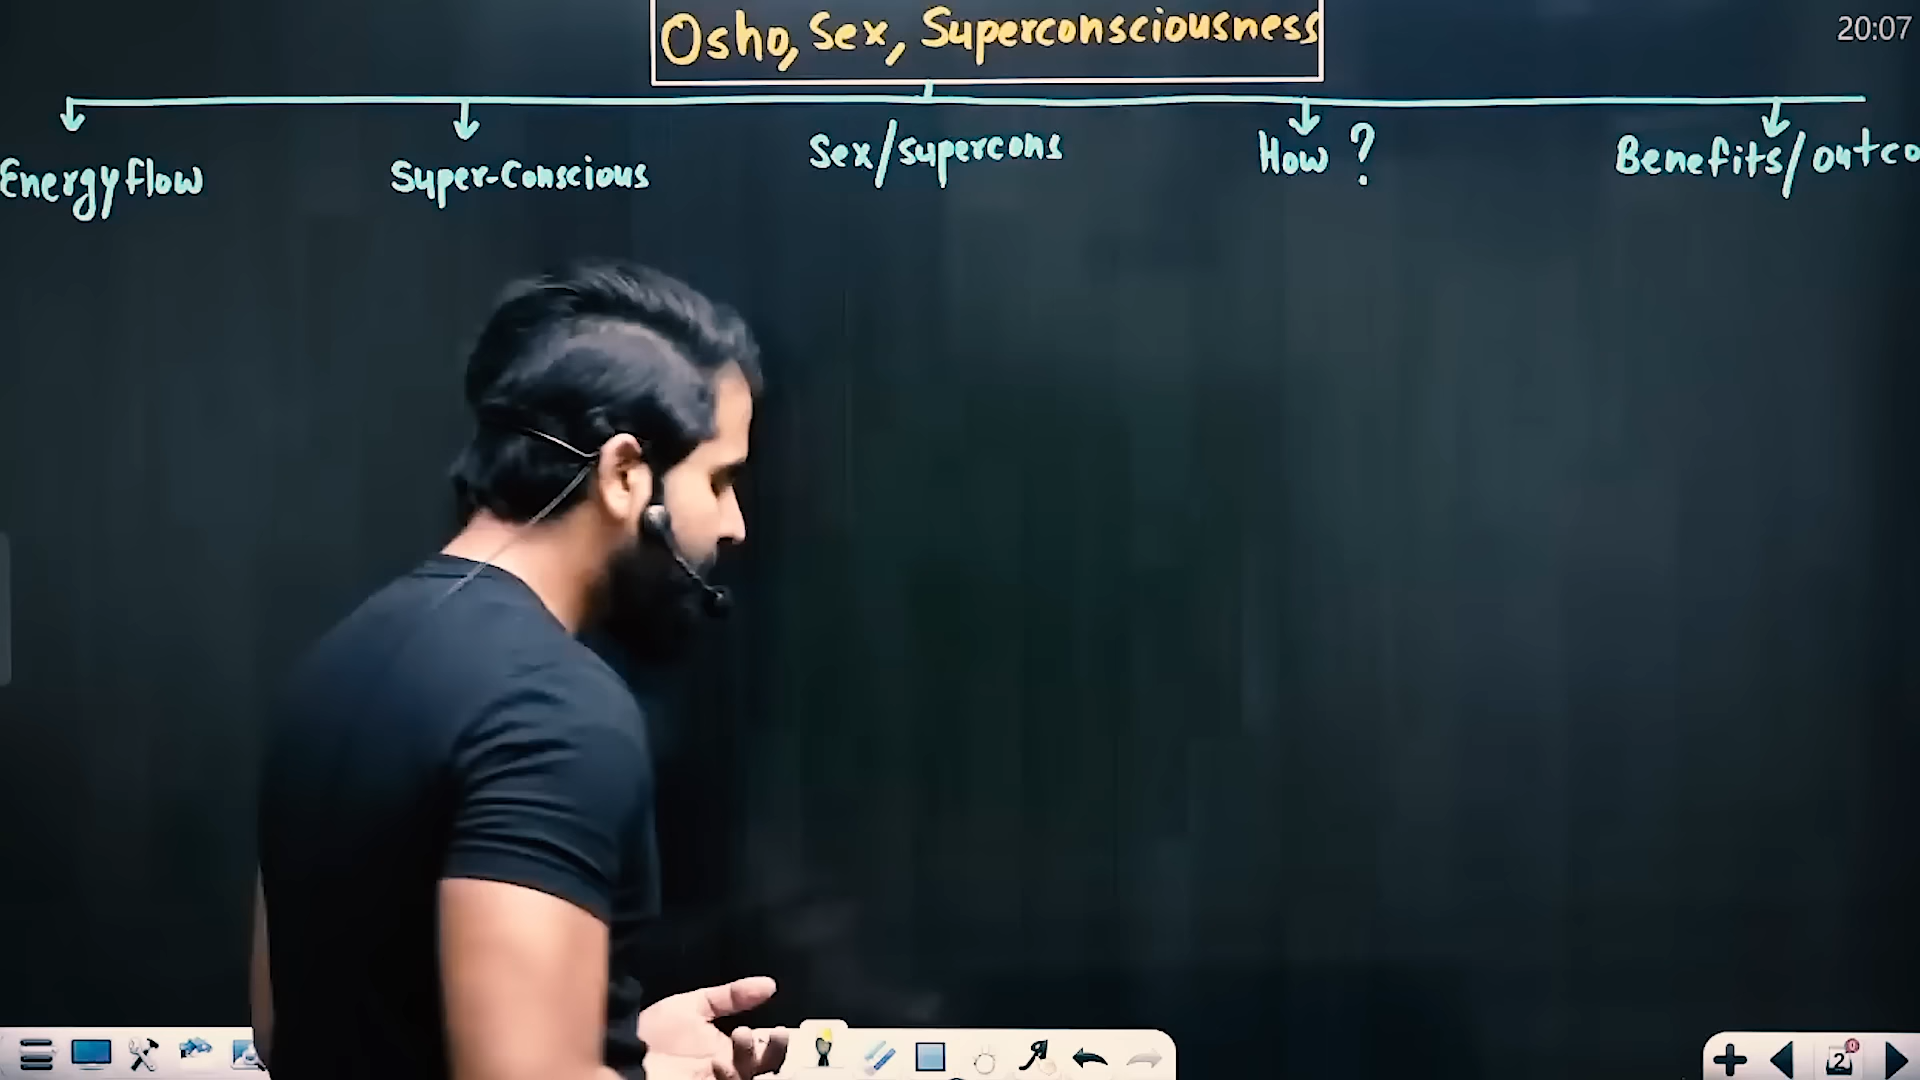 Osho, Sex, Superconsciousness
20:07
Energy flow
Super-Conscious
Sex/supercons
How ?
Benefits/outco
2